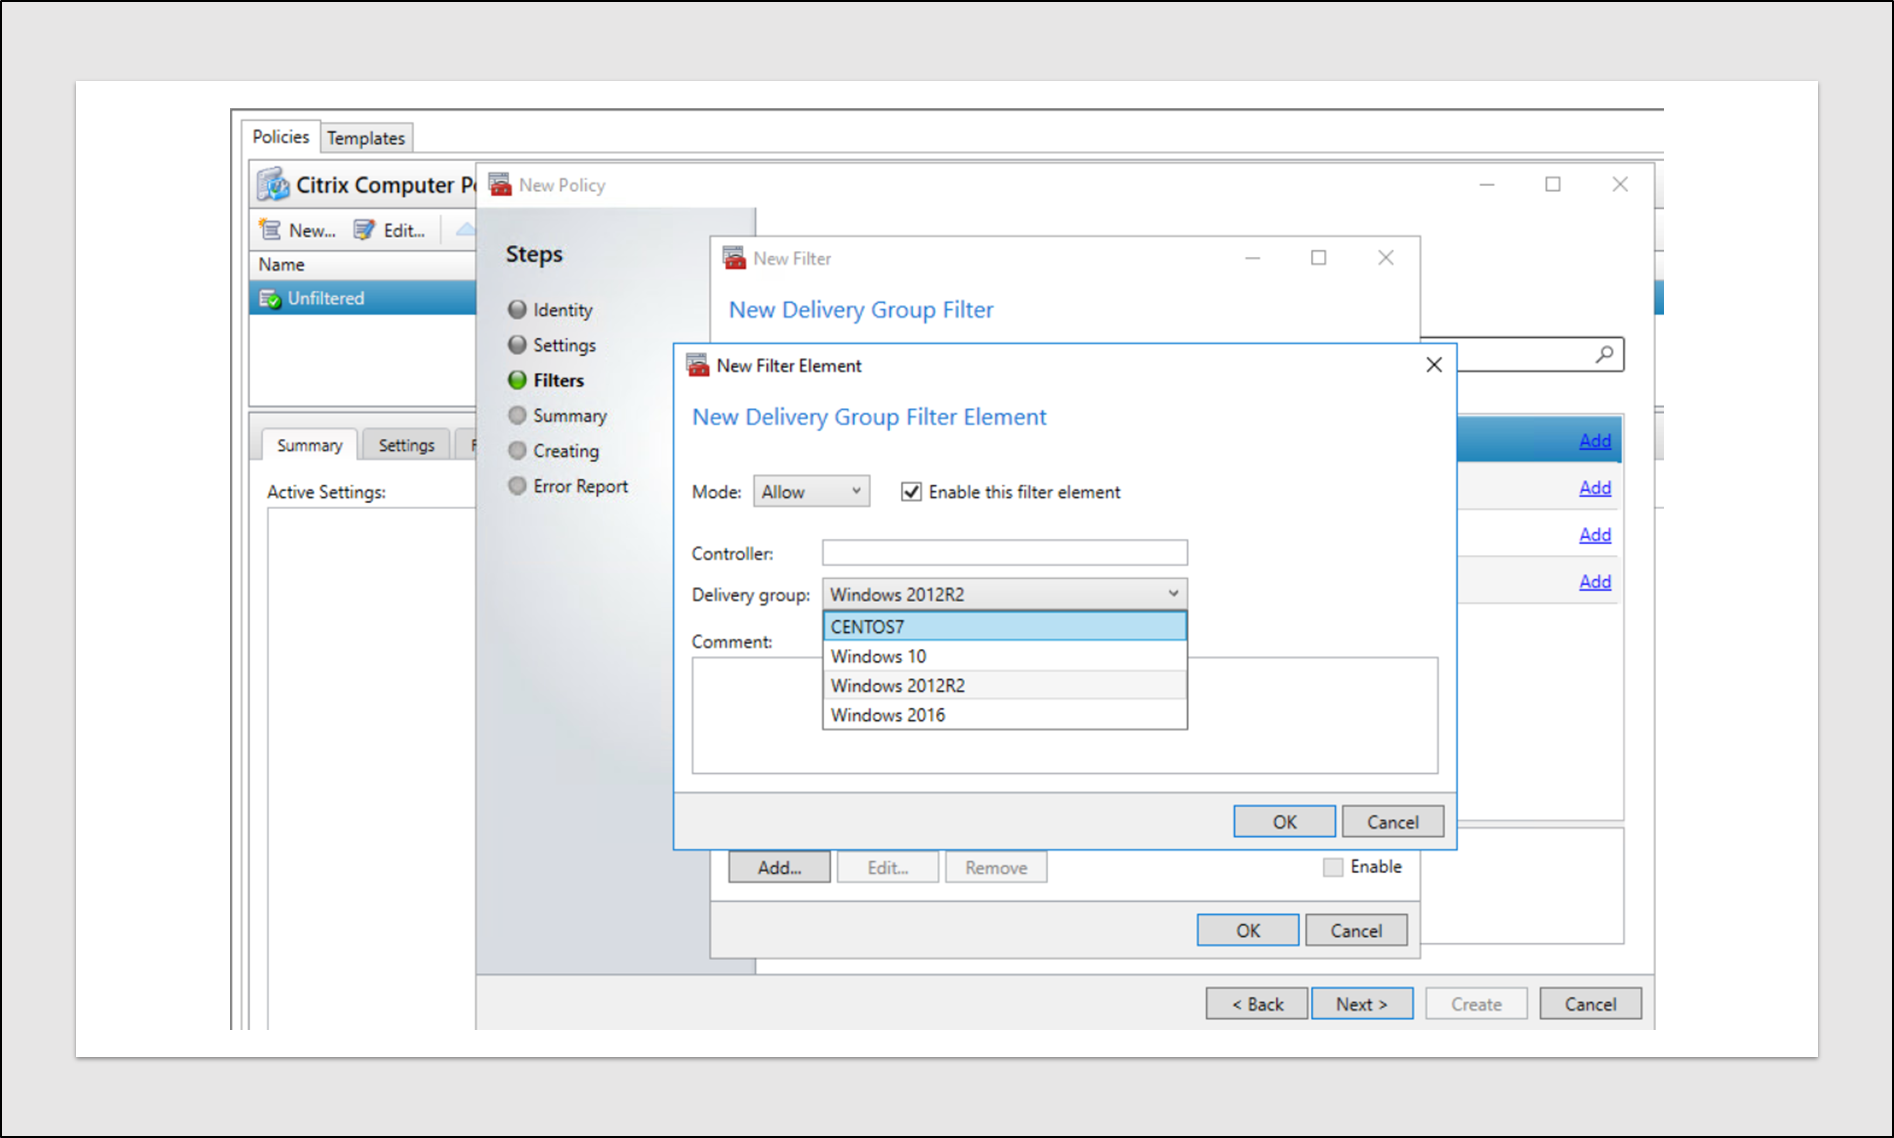 Policies
Templates
Citrix Computer Po
New...
Edit...
Name
Unfiltered
Summary
Settings
F
Active Settings:
New Policy
Steps
Identity
Settings
Filters
Summary
Creating
Error Report
New Filter
New Delivery Group Filter
New Filter Element
New Delivery Group Filter Element
Mode:
Allow
Enable this filter element
Controller:
Delivery group:
Windows 2012R2
CENTOS7
Windows 10
Windows 2012R2
Windows 2016
Comment:
OK
Cancel
Add
Add
Add
Add
Add...
Edit...
Remove
Enable
OK
Cancel
< Back
Next >
Create
Cancel